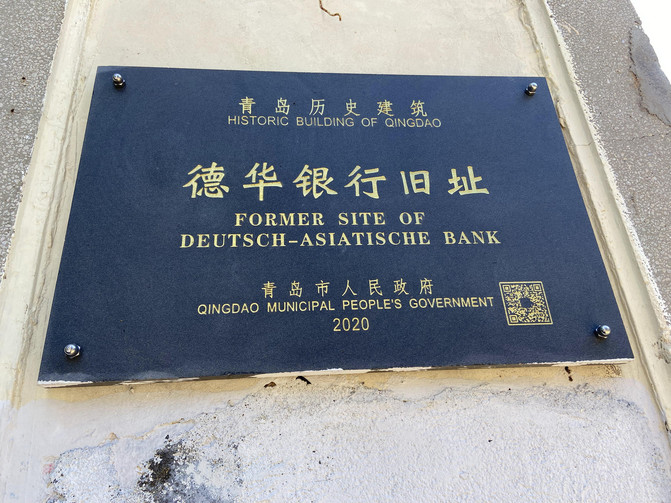 青岛历史建筑
HISTORIC BUILDING OF QINGDAO
德华银行旧址
FORMER SITE OF
DEUTSCH-ASIATISCHE BANK
青岛市人民政府
QINGDAO MUNICIPAL PEOPLE'S GOVERNMENT
2020